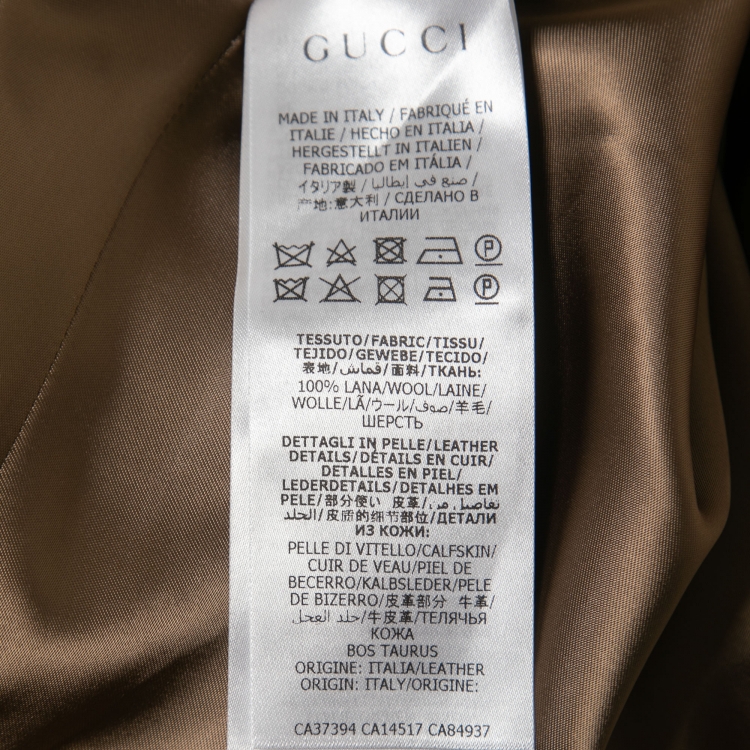 GUCCI
MADE IN ITALY / FABRIQUÉ EN
ITALIE / HECHO EN ITALIA /
HERGESTELLT IN ITALIEN /
FABRICADO EM ITÁLIA /
イタリア製 / صنع في إيطاليا /
产地:意大利 / СДЕЛАНО В
ИТАЛИИ
P
P
TESSUTO/FABRIC/TISSU/
TEJIDO/GEWEBE/TECIDO/
表地/قماش/面料/ТКАНЬ:
100% LANA/WOOL/LAINE/
WOLLE/LÃ/ウール/صوف/羊毛/
ШЕРСТЬ
DETTAGLI IN PELLE/LEATHER
DETAILS/DÉTAILS EN CUIR/
DETALLES EN PIEL/
LEDERDETAILS/DETALHES EM
PELE/部分使い 皮革/تفاصيل من
الجلد/皮质的细节部位/ДЕТАЛИ
ИЗ КОЖИ:
PELLE DI VITELLO/CALFSKIN/
CUIR DE VEAU/PIEL DE
BECERRO/KALBSLEDER/PELE
DE BIZERRO/皮革部分 牛革/
جلد العجل/牛皮革/ТЕЛЯЧЬЯ
КОЖА
BOS TAURUS
ORIGINE: ITALIA/LEATHER
ORIGIN: ITALY/ORIGINE:
CA37394 CA14517 CA84937